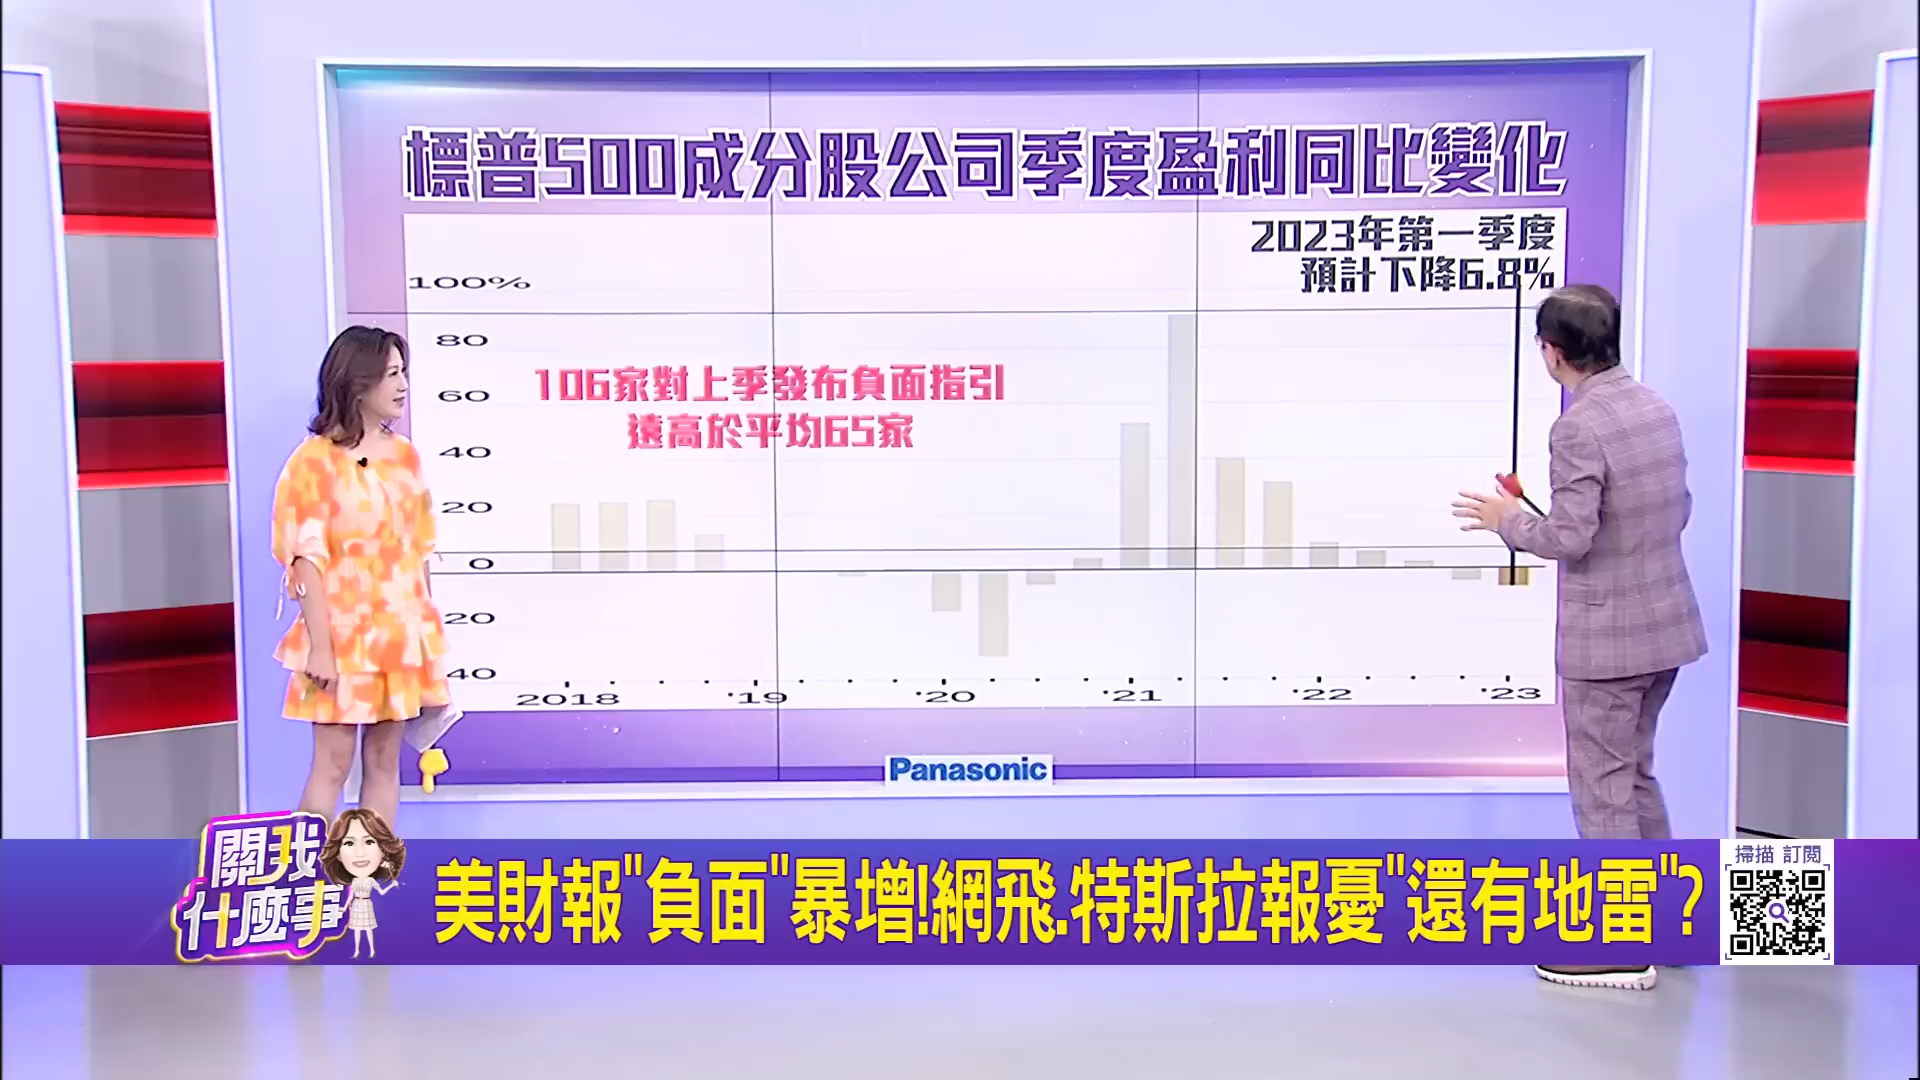 標普500成分股公司季度盈利同比變化
2023年第一季度
預計下降6.8%
100%
80
60
40
20
0
20
40
106家對上季發布負面指引
遠高於平均65家
2018
'19
'20
'21
'22
'23
Panasonic
關我
什麼事
美財報"負面"暴增!網飛.特斯拉報憂"還有地雷"?
掃描 訂閱